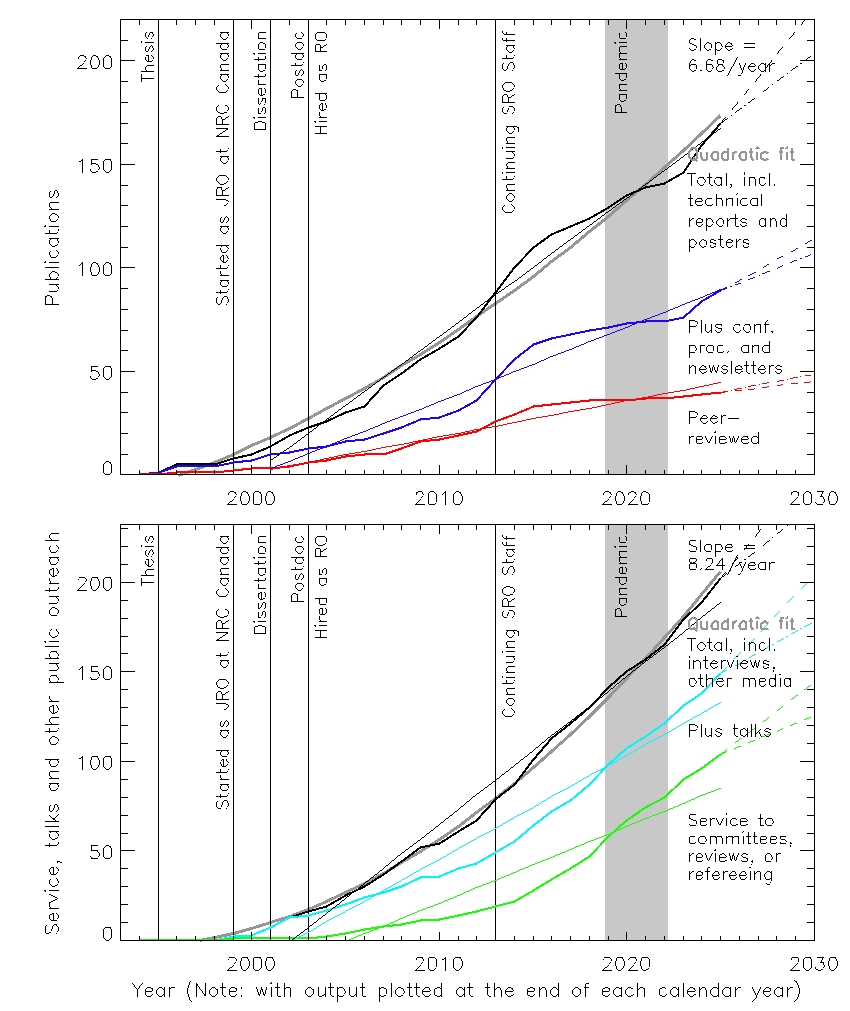 Publications
200
150
100
50
0
Thesis
Started as JRO at NRC Canada
Dissertation
Postdoc
Hired as RO
Continuing SRO Staff
Pandemic
Slope =
6.68/year
Quadratic fit
Total, incl.
technical
reports and
posters
Plus conf.
proc. and
newsletters
Peer-
reviewed
2000
2010
2020
2030
Service, talks and other public outreach
200
150
100
50
0
Thesis
Started as JRO at NRC Canada
Dissertation
Postdoc
Hired as RO
Continuing SRO Staff
Pandemic
Slope =
8.24/year
Quadratic fit
Total, incl.
interviews,
other media
Plus talks
Service to
committees,
reviews, or
refereeing
2000
2010
2020
2030
Year (Note: with output plotted at the end of each calendar year)